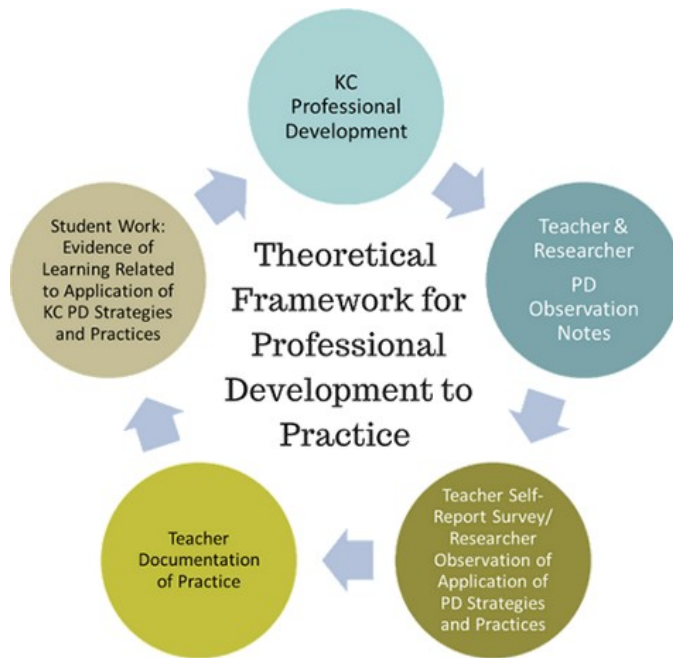 KC
Professional
Development
Teacher &
Researcher
PD
Observation
Notes
Teacher Self-
Report Survey/
Researcher
Observation of
Application of
PD Strategies
and Practices
Teacher
Documentation
of Practice
Student Work:
Evidence of
Learning Related
to Application of
KC PD Strategies
and Practices
Theoretical
Framework for
Professional
Development to
Practice